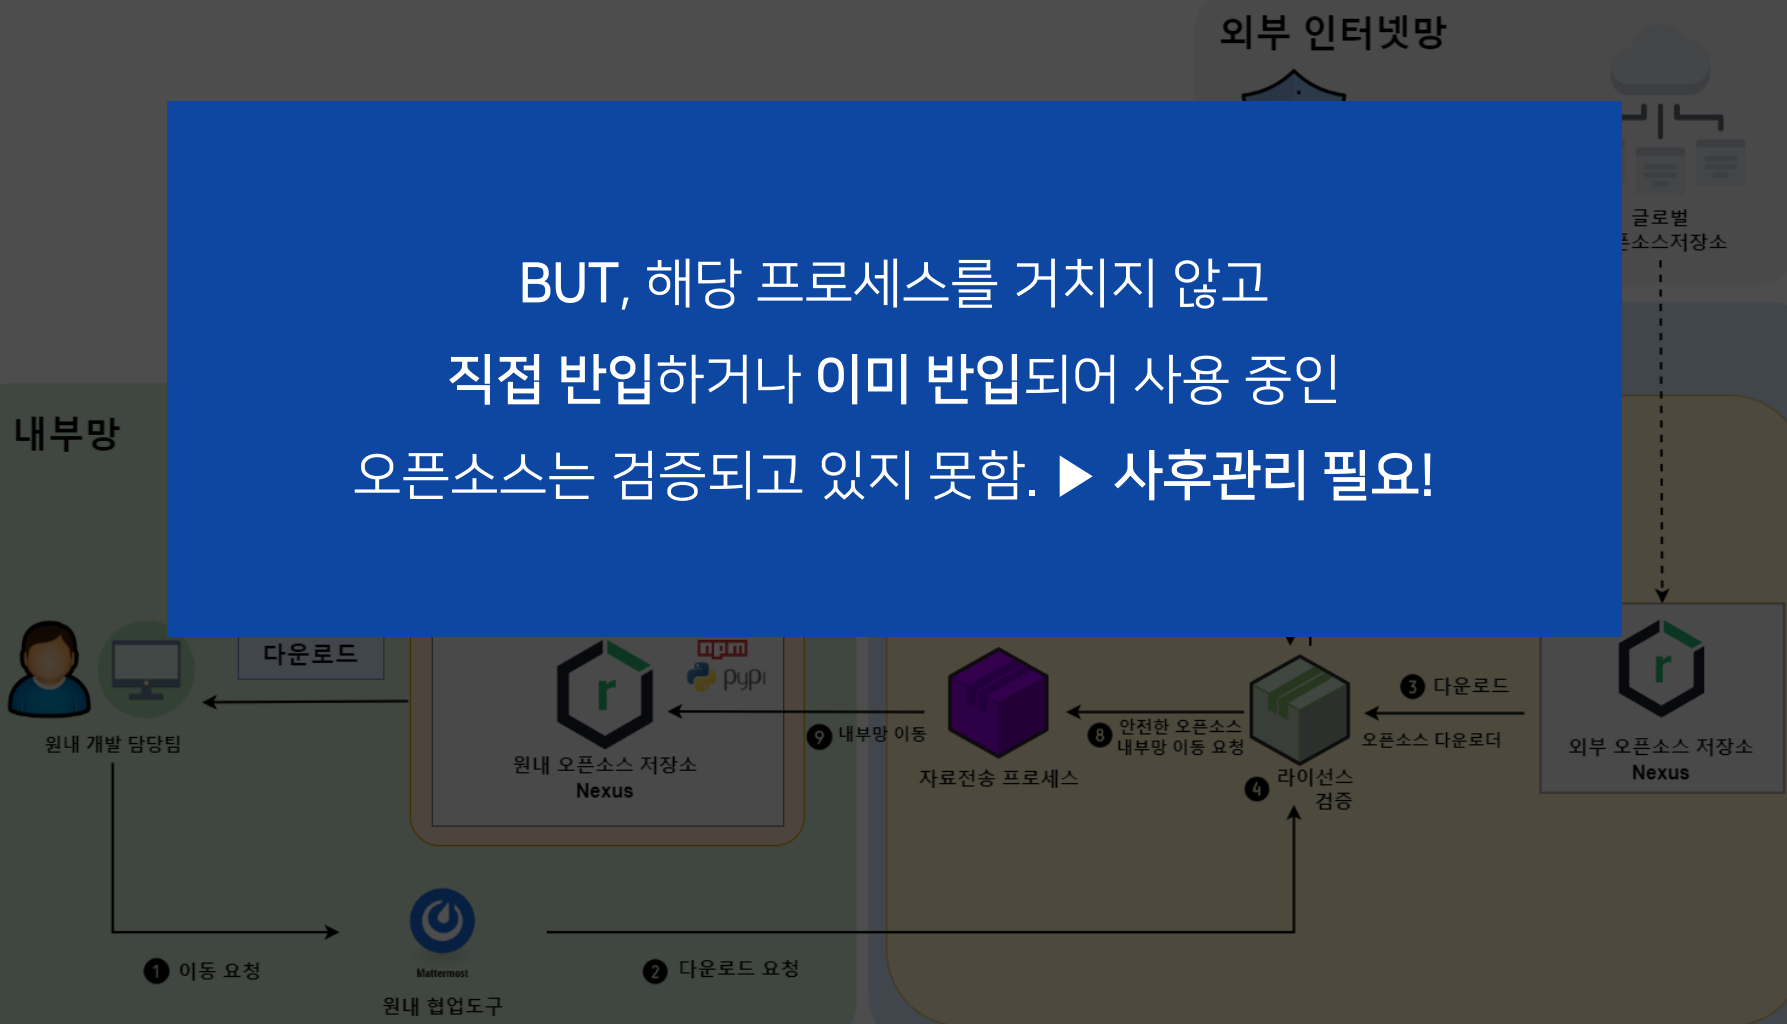 외부 인터넷망
글로벌
오픈소스저장소
BUT, 해당 프로세스를 거치지 않고
직접 반입하거나 이미 반입되어 사용 중인
오픈소스는 검증되고 있지 못함. ▶ 사후관리 필요!
내부망
다운로드
원내 개발 담당팀
r
npm
pypi
원내 오픈소스 저장소
Nexus
9 내부망 이동
자료전송 프로세스
8 안전한 오픈소스
내부망 이동 요청
4 라이선스
검증
3 다운로드
오픈소스 다운로더
r
외부 오픈소스 저장소
Nexus
1 이동 요청
Mattermost
원내 협업도구
2 다운로드 요청